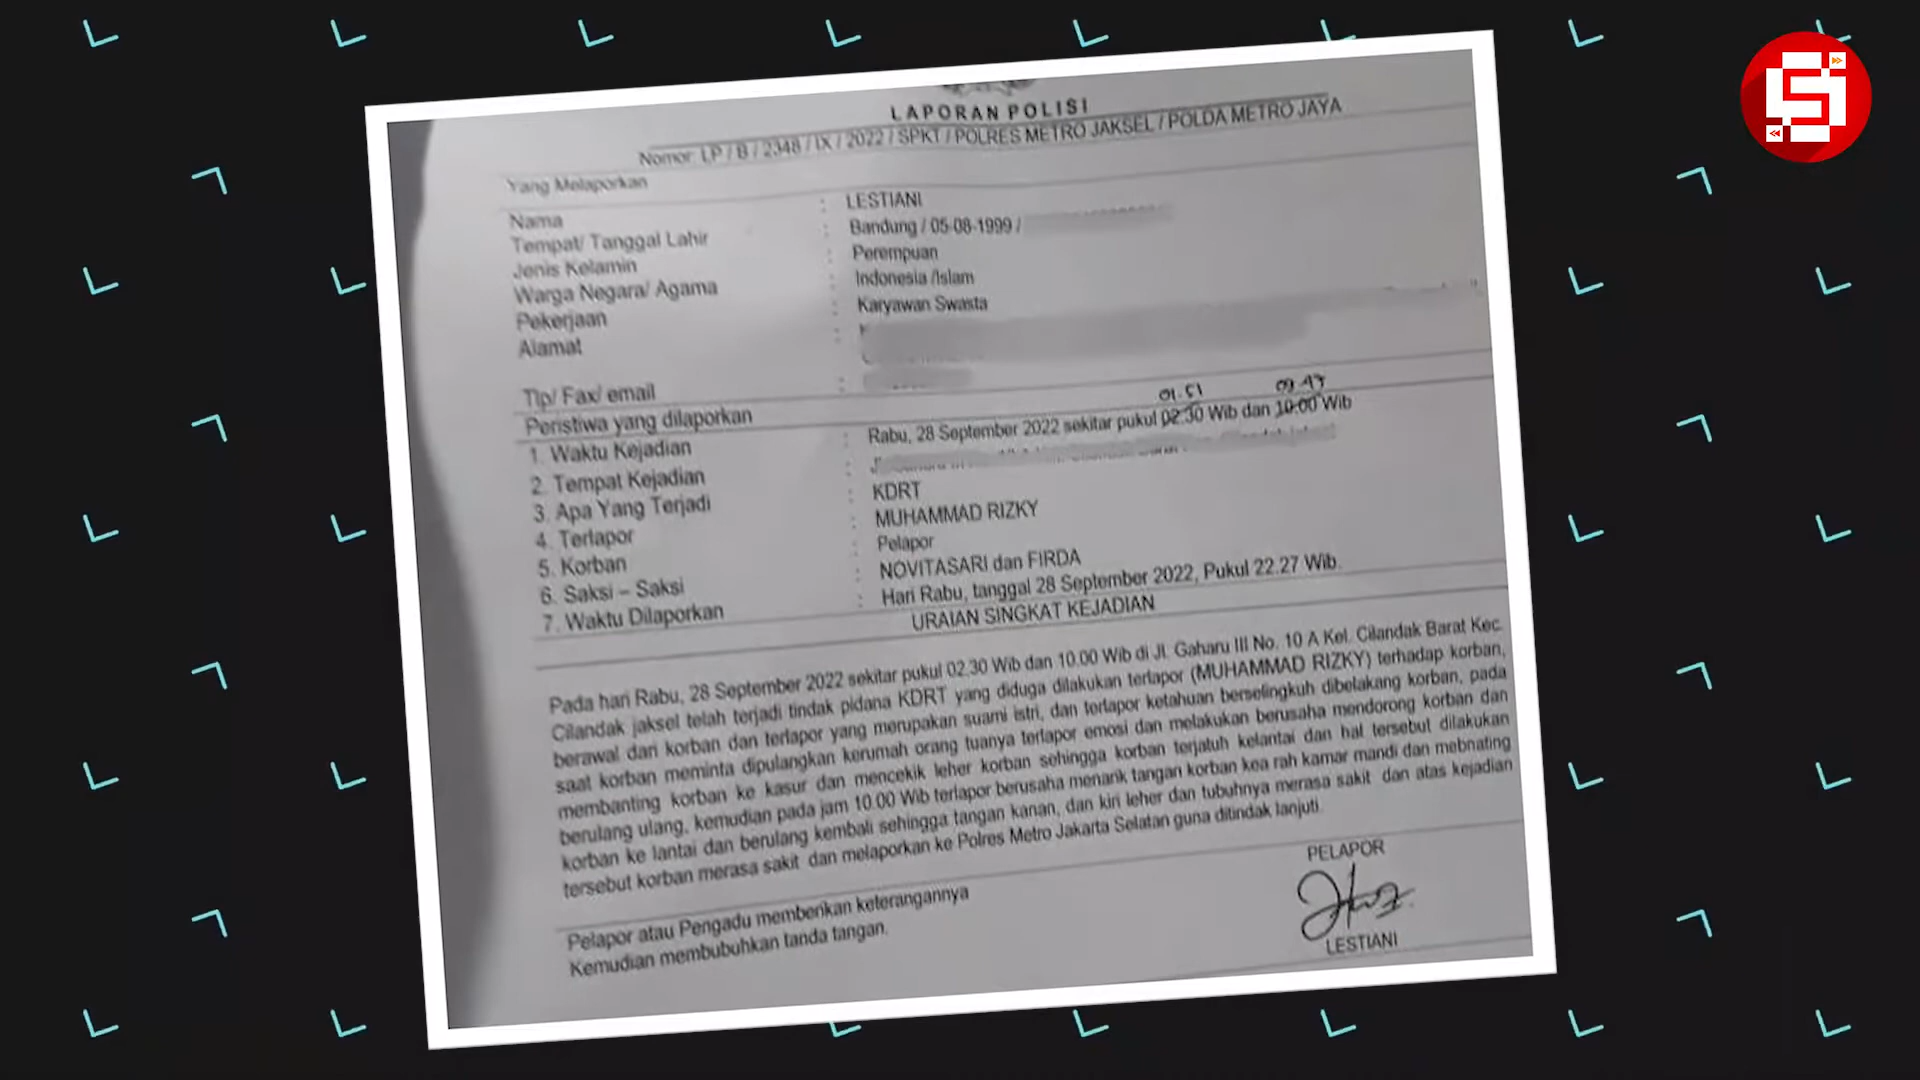 LAPORAN POLISI
Nomor: LP / B / 2348 / IX / 2022 / SPKT / POLRES METRO JAKSEL / POLDA METRO JAYA
Yang Melaporkan
Nama : LESTIANI
Tempat/ Tanggal Lahir : Bandung / 05-08-1999 /
Jenis Kelamin : Perempuan
Warga Negara/ Agama : Indonesia /Islam
Pekerjaan : Karyawan Swasta
Alamat :
Tlp/ Fax/ email :
Peristiwa yang dilaporkan
01.51
1. Waktu Kejadian : Rabu, 28 September 2022 sekitar pukul 02.30 Wib dan 10.00 Wib
2. Tempat Kejadian :
3. Apa Yang Terjadi : KDRT
4. Terlapor : MUHAMMAD RIZKY
5. Korban : Pelapor
6. Saksi – Saksi : NOVITASARI dan FIRDA
7. Waktu Dilaporkan : Hari Rabu, tanggal 28 September 2022, Pukul 22.27 Wib.
URAIAN SINGKAT KEJADIAN
Pada hari Rabu, 28 September 2022 sekitar pukul 02.30 Wib dan 10.00 Wib di Jl. Gaharu III No. 10 A Kel. Cilandak Barat Kec.
Cilandak jaksel telah terjadi tindak pidana KDRT yang diduga dilakukan terlapor (MUHAMMAD RIZKY) terhadap korban,
berawal dari korban dan terlapor yang merupakan suami istri, dan terlapor ketahuan berselingkuh dibelakang korban, pada
saat korban meminta dipulangkan kerumah orang tuanya terlapor emosi dan melakukan berusaha mendorong korban dan
membanting korban ke kasur dan mencekik leher korban sehingga korban terjatuh kelantai dan hal tersebut dilakukan
berulang ulang, kemudian pada jam 10.00 Wib terlapor berusaha menarik tangan korban kea rah kamar mandi dan mebnating
korban ke lantai dan berulang kembali sehingga tangan kanan, dan kiri leher dan tubuhnya merasa sakit dan atas kejadian
tersebut korban merasa sakit dan melaporkan ke Polres Metro Jakarta Selatan guna ditindak lanjuti.
PELAPOR
Pelapor atau Pengadu memberikan keterangannya
Kemudian membubuhkan tanda tangan.
LESTIANI